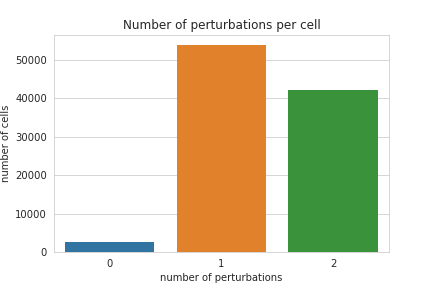 Number of perturbations per cell
50000
40000
30000
20000
10000
0
number of cells
0 1 2
number of perturbations